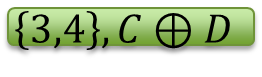 {3,4}, C ⊕ D